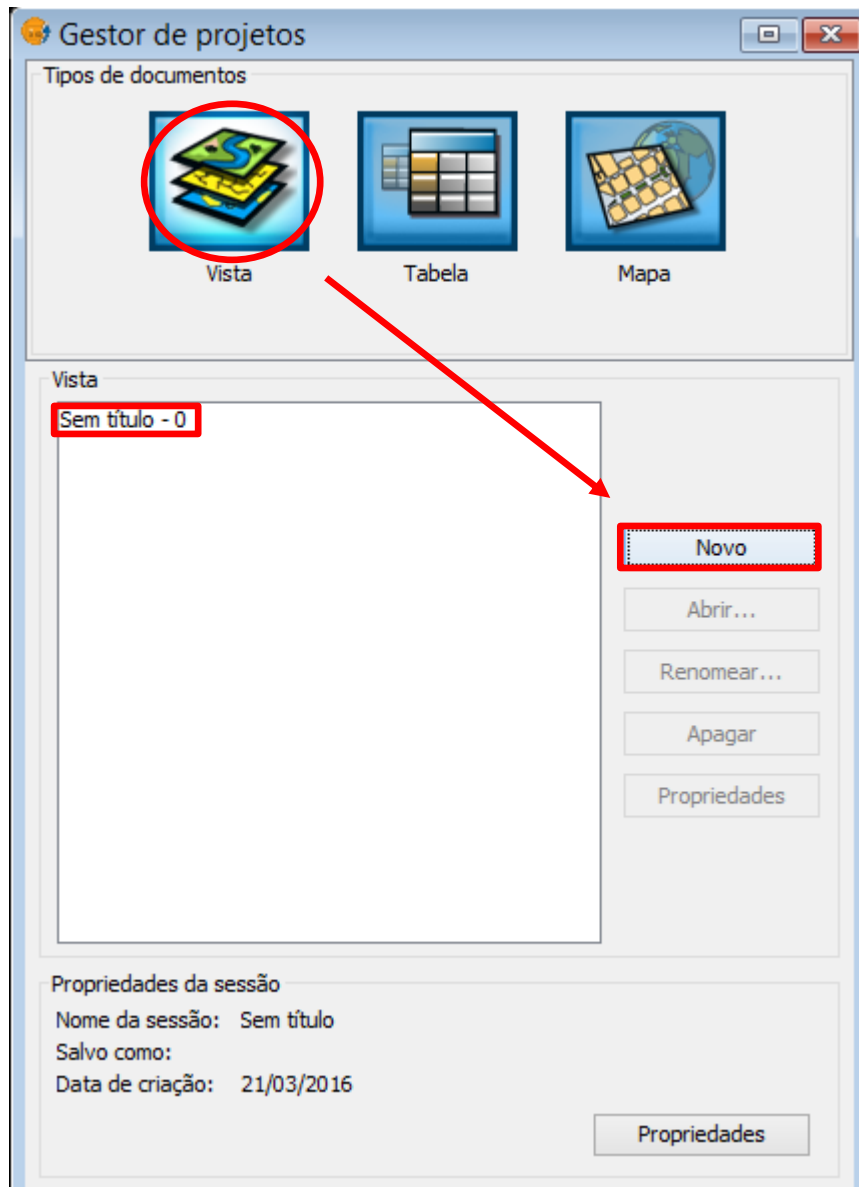 Gestor de projetos
Tipos de documentos
Vista
Tabela
Mapa
Vista
Sem título - 0
Novo
Abrir...
Renomear...
Apagar
Propriedades
Propriedades da sessão
Nome da sessão: Sem título
Salvo como:
Data de criação: 21/03/2016
Propriedades